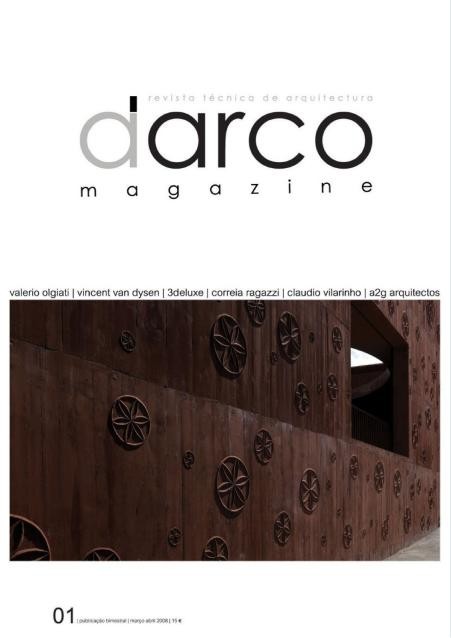 revista técnica de arquitectura
darco
magazine
valerio olgiati | vincent van dysen | 3deluxe | correia ragazzi | claudio vilarinho | a2g arquitectos
01 | publicação bimestral | março abril 2008 | 15 €